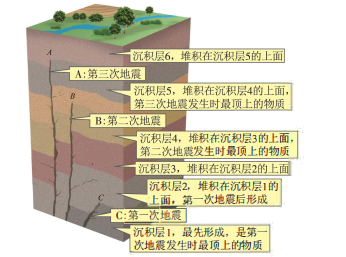 沉积层6，堆积在沉积层5的上面
A
A:第三次地震
沉积层5，堆积在沉积层4的上面，
第三次地震发生时最顶上的物质
B
B:第二次地震
沉积层4，堆积在沉积层3的上面，
第二次地震发生时最顶上的物质
沉积层3，堆积在沉积层2的上面
沉积层2，堆积在沉积层1的
上面，第一次地震后形成
C
C:第一次地震
沉积层1，最先形成，是第一
次地震发生时最顶上的物质